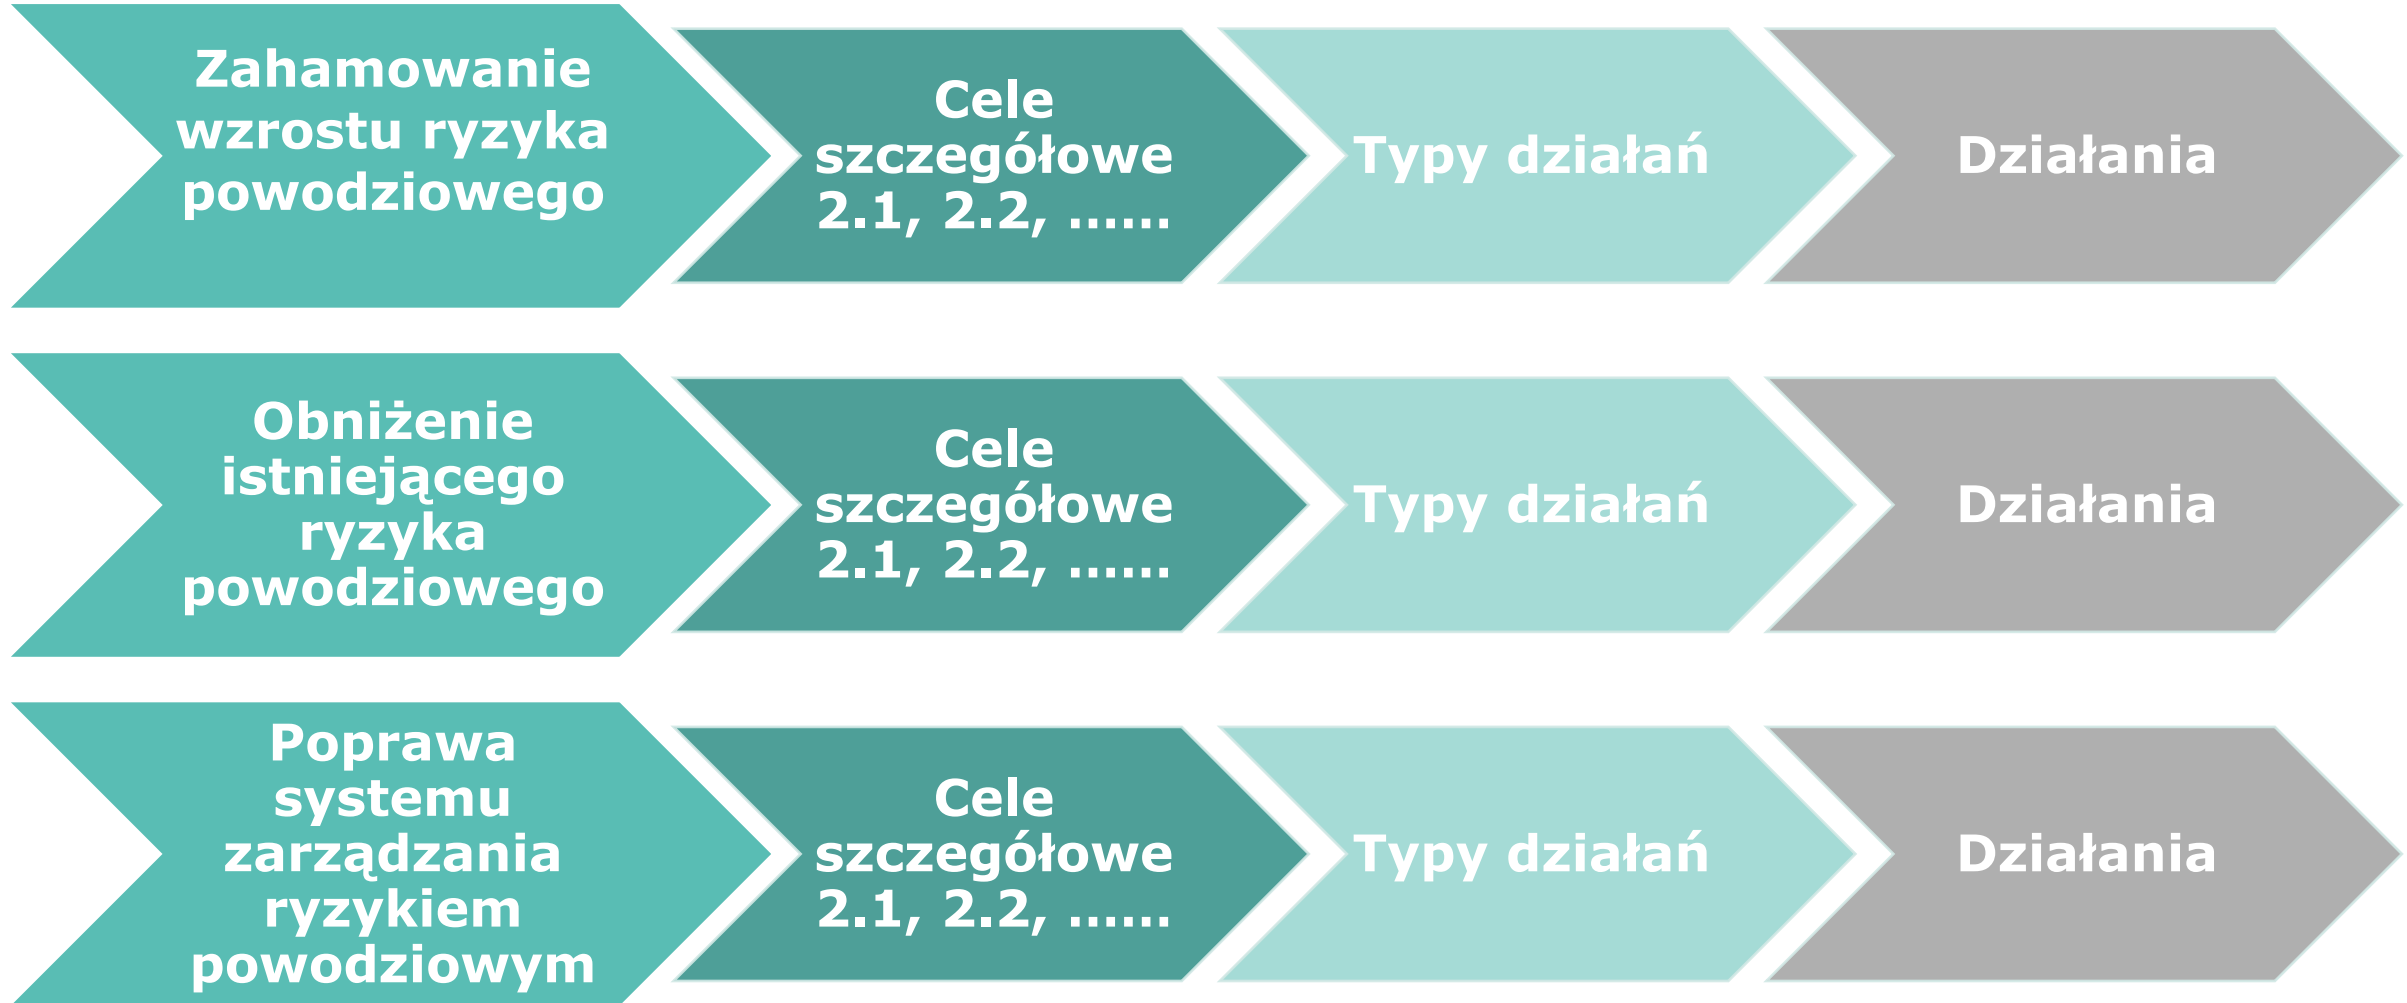 Zahamowanie
wzrostu ryzyka
powodziowego
Cele
szczegółowe
2.1, 2.2, ......
Typy działań
Działania
Obniżenie
istniejącego
ryzyka
powodziowego
Cele
szczegółowe
2.1, 2.2, ......
Typy działań
Działania
Poprawa
systemu
zarządzania
ryzykiem
powodziowym
Cele
szczegółowe
2.1, 2.2, ......
Typy działań
Działania